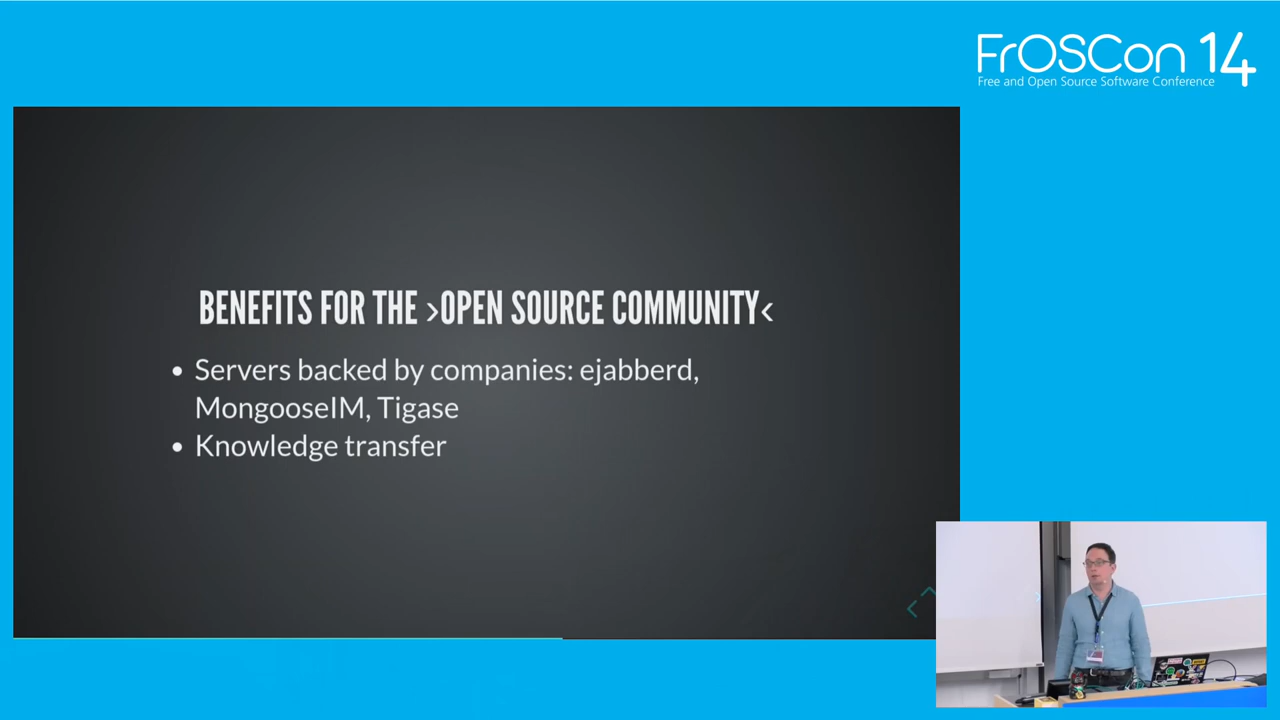 FrOSCon 14
Free and Open Source Software Conference
BENEFITS FOR THE ›OPEN SOURCE COMMUNITY‹
• Servers backed by companies: ejabberd,
MongooseIM, Tigase
• Knowledge transfer